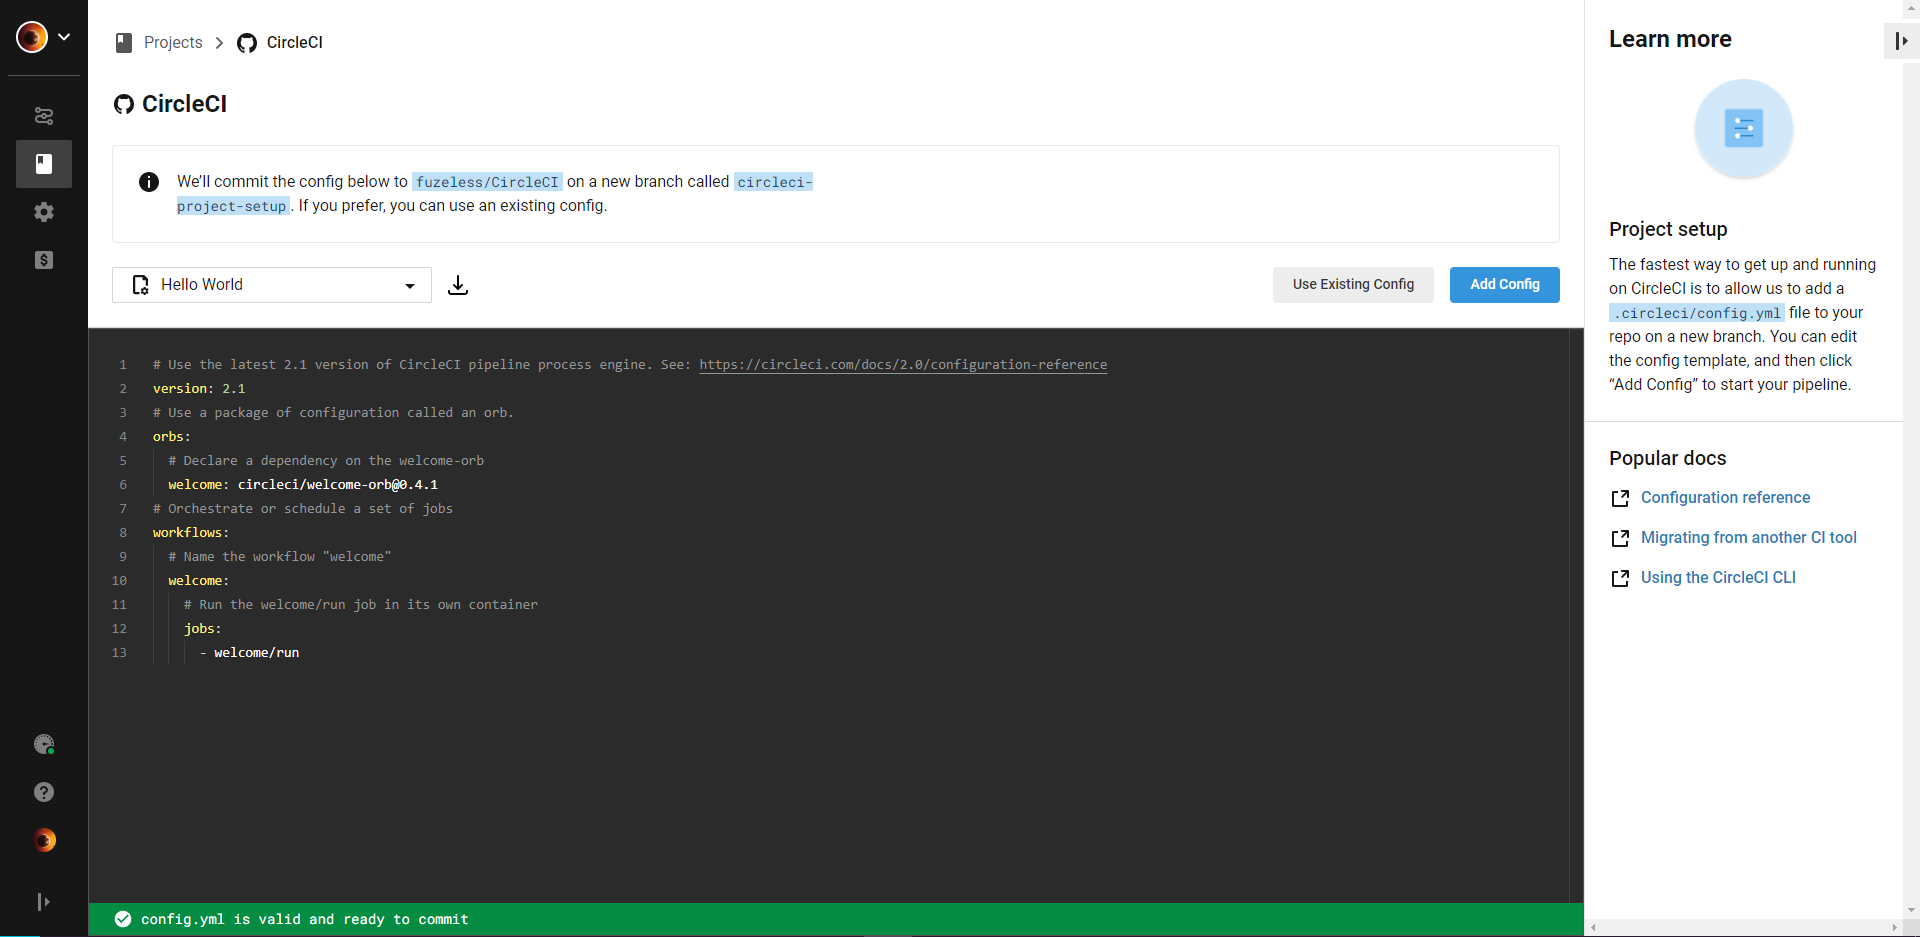 Projects > CircleCI
CircleCI
We’ll commit the config below to fuzeless/CircleCI on a new branch called circleci-
project-setup. If you prefer, you can use an existing config.
Hello World
Use Existing Config
Add Config
1 # Use the latest 2.1 version of CircleCI pipeline process engine. See: https://circleci.com/docs/2.0/configuration-reference
2 version: 2.1
3 # Use a package of configuration called an orb.
4 orbs:
5   # Declare a dependency on the welcome-orb
6   welcome: circleci/welcome-orb@0.4.1
7 # Orchestrate or schedule a set of jobs
8 workflows:
9   # Name the workflow "welcome"
10   welcome:
11     # Run the welcome/run job in its own container
12     jobs:
13       - welcome/run
config.yml is valid and ready to commit
Learn more
Project setup
The fastest way to get up and running
on CircleCI is to allow us to add a
.circleci/config.yml file to your
repo on a new branch. You can edit
the config template, and then click
“Add Config” to start your pipeline.
Popular docs
Configuration reference
Migrating from another CI tool
Using the CircleCI CLI